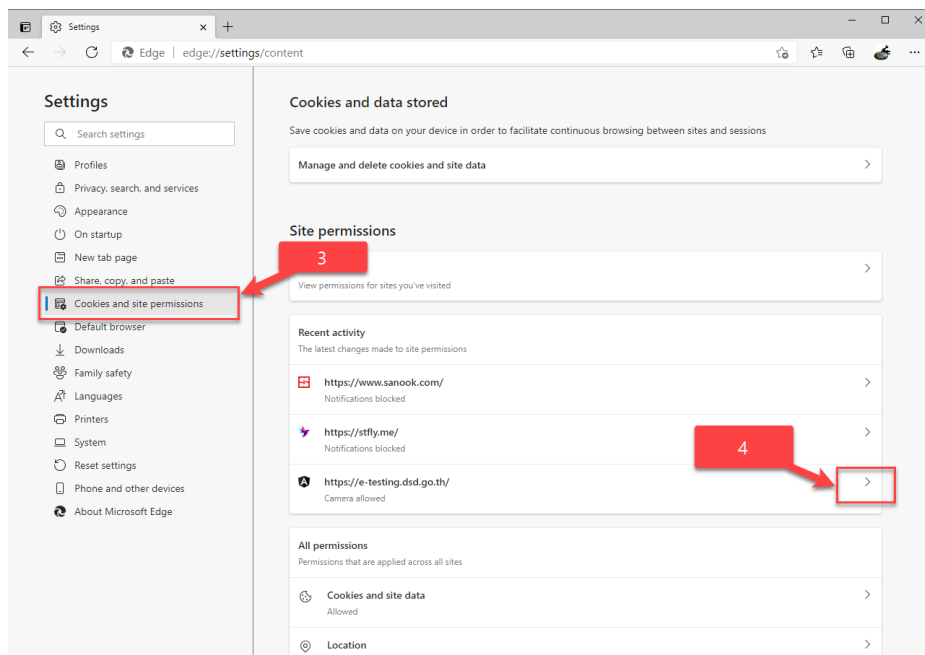 Settings
Edge | edge://settings/content
Settings
Search settings
Profiles
Privacy, search, and services
Appearance
On startup
New tab page
Share, copy, and paste
Cookies and site permissions
Default browser
Downloads
Family safety
Languages
Printers
System
Reset settings
Phone and other devices
About Microsoft Edge
Cookies and data stored
Save cookies and data on your device in order to facilitate continuous browsing between sites and sessions
Manage and delete cookies and site data
Site permissions
3
View permissions for sites you've visited
Recent activity
The latest changes made to site permissions
https://www.sanook.com/
Notifications blocked
https://stfly.me/
Notifications blocked
4
https://e-testing.dsd.go.th/
Camera allowed
All permissions
Permissions that are applied across all sites
Cookies and site data
Allowed
Location